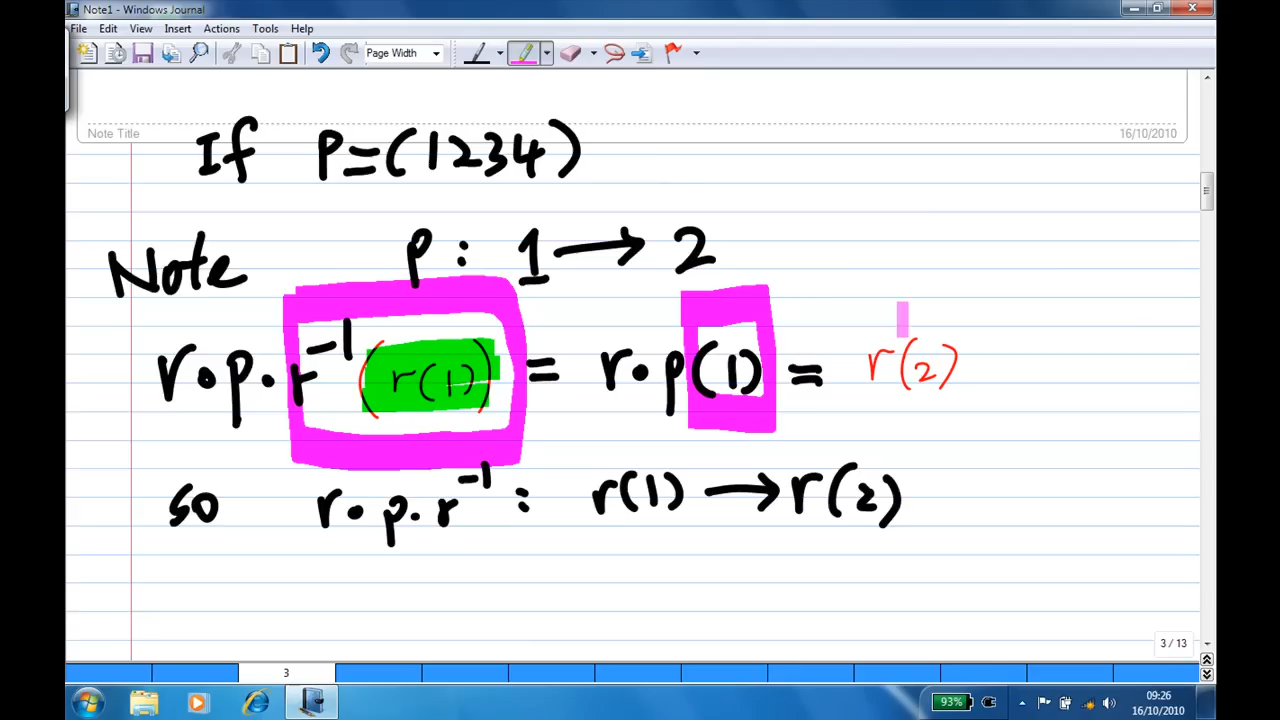 Note1 - Windows Journal
File Edit View Insert Actions Tools Help
Page Width
Note Title 16/10/2010
If P=(1234)
Note p: 1 → 2
r∘p∘r⁻¹(r(1)) = r∘p(1) = r(2)
so r∘p∘r⁻¹: r(1) → r(2)
3 / 13
3
93% 09:26
16/10/2010